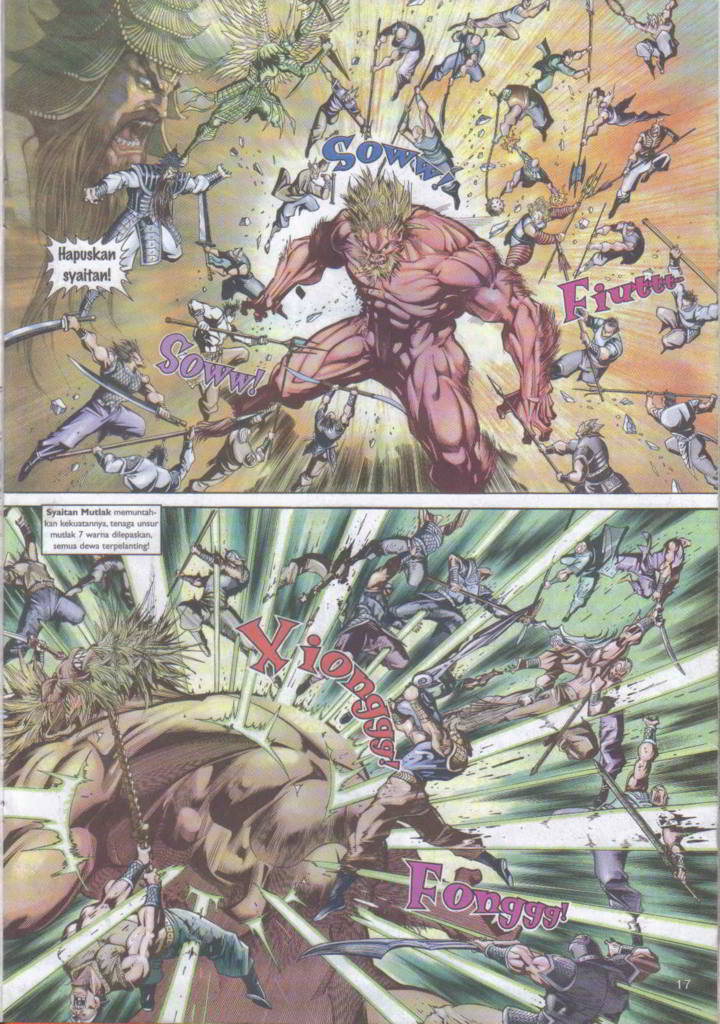 Soww!
Hapuskan
syaitan!
Fiuttt
Soww!
Syaitan Mutlak memuntah-
kan kekuatannya, tenaga unsur
mutlak 7 warna dilepaskan,
semua dewa terpelanting!
Xionggg!
Fonggg!
17